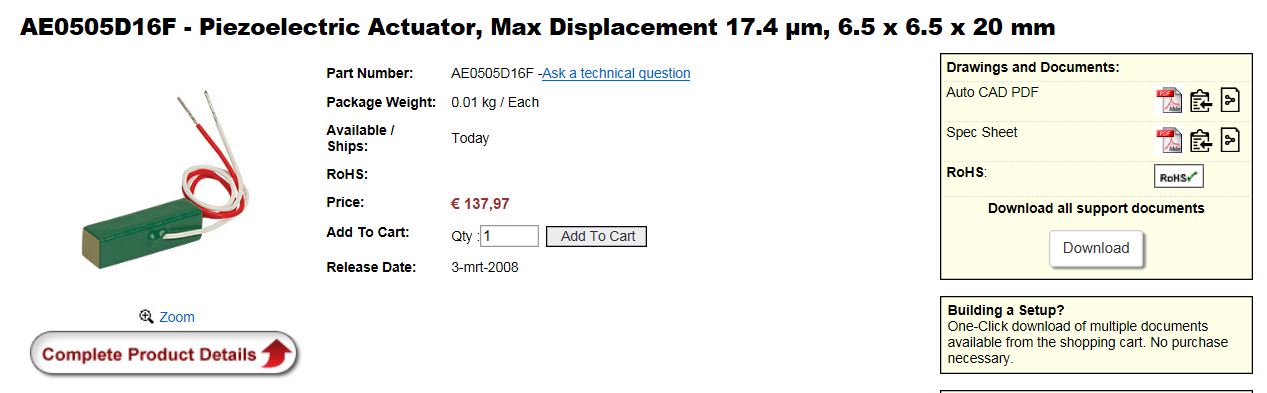 AE0505D16F - Piezoelectric Actuator, Max Displacement 17.4 µm, 6.5 x 6.5 x 20 mm
Part Number: AE0505D16F -Ask a technical question
Package Weight: 0.01 kg / Each
Available /
Ships: Today
RoHS:
Price: € 137,97
Add To Cart: Qty : 1 Add To Cart
Release Date: 3-mrt-2008
Zoom
Complete Product Details
Drawings and Documents:
Auto CAD PDF
PDF Adobe
Spec Sheet
PDF Adobe
RoHS: RoHS
Download all support documents
Download
Building a Setup?
One-Click download of multiple documents
available from the shopping cart. No purchase
necessary.